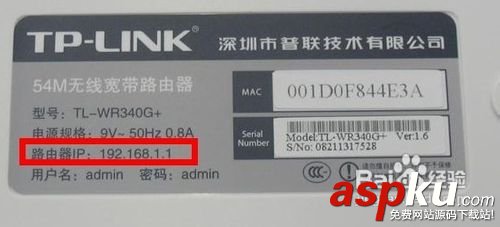 TP-LINK 深圳市普联技术有限公司
54M无线宽带路由器
型号: TL-WR340G+
电源规格: 9V~ 50Hz 0.8A
路由器IP: 192.168.1.1
用户名: admin 密码: admin
MAC 001D0F844E3A
Serial Number
Model:TL-WR340G+ Ver:1.6
S/No: 08211317528
Baidu 经验
aspku.com
免费网站源码下载站!